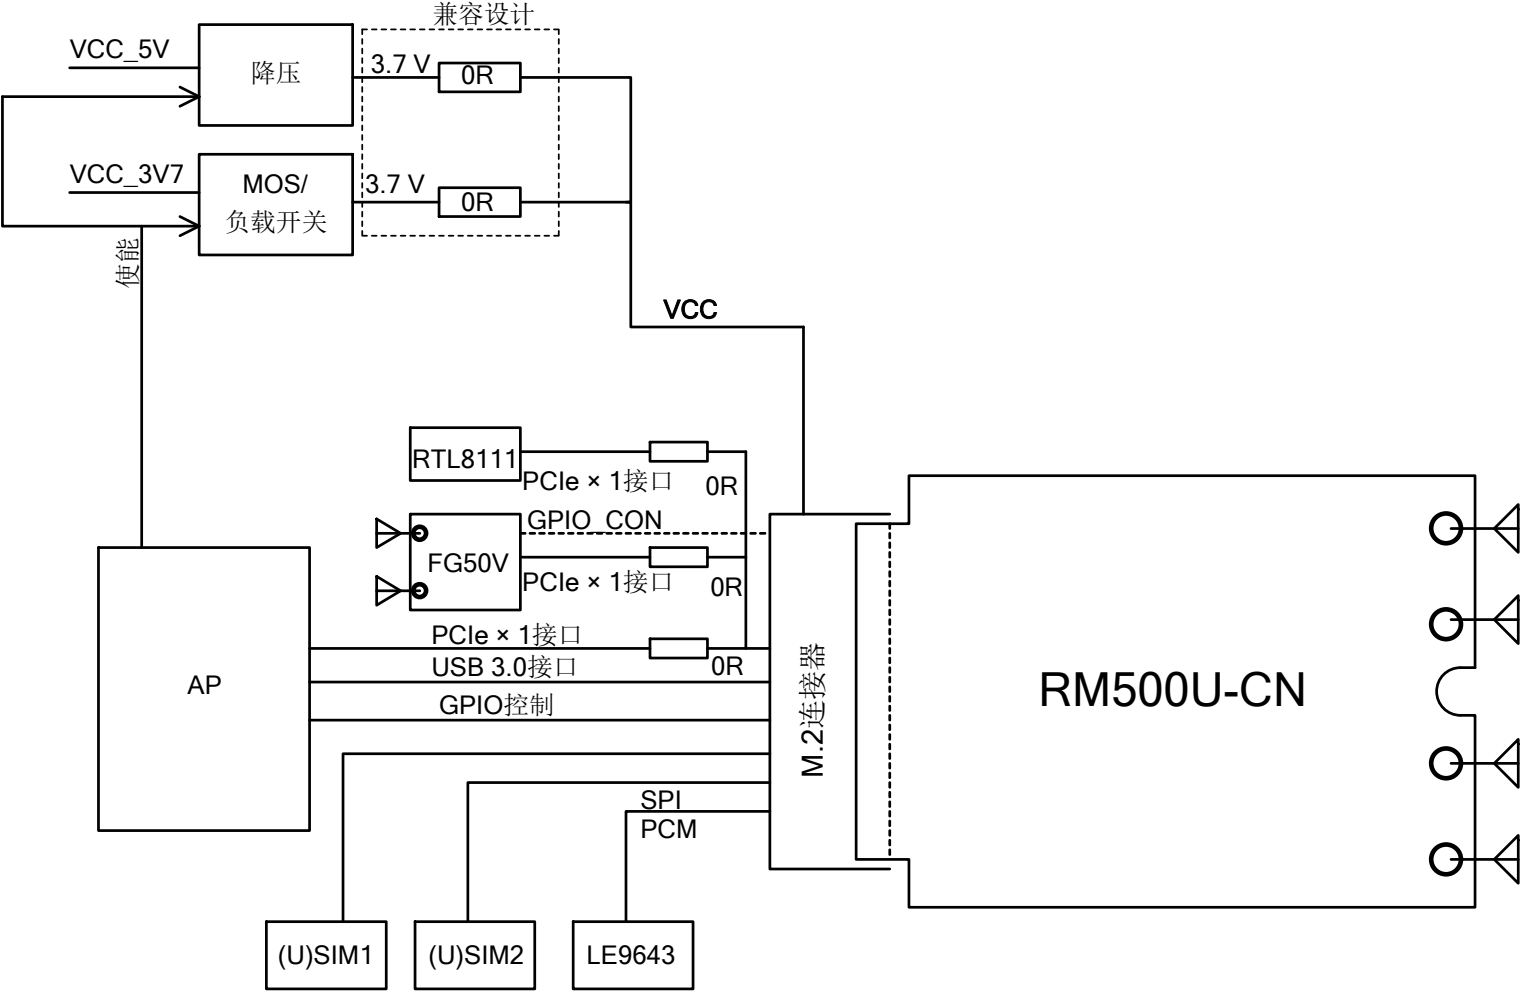 兼容设计
VCC_5V
降压
3.7 V
0R
VCC_3V7
MOS/
负载开关
3.7 V
0R
使能
VCC
RTL8111
PCIe × 1接口
0R
GPIO_CON
FG50V
PCIe × 1接口
0R
PCIe × 1接口
0R
USB 3.0接口
GPIO控制
AP
M.2连接器
RM500U-CN
SPI
PCM
(U)SIM1
(U)SIM2
LE9643